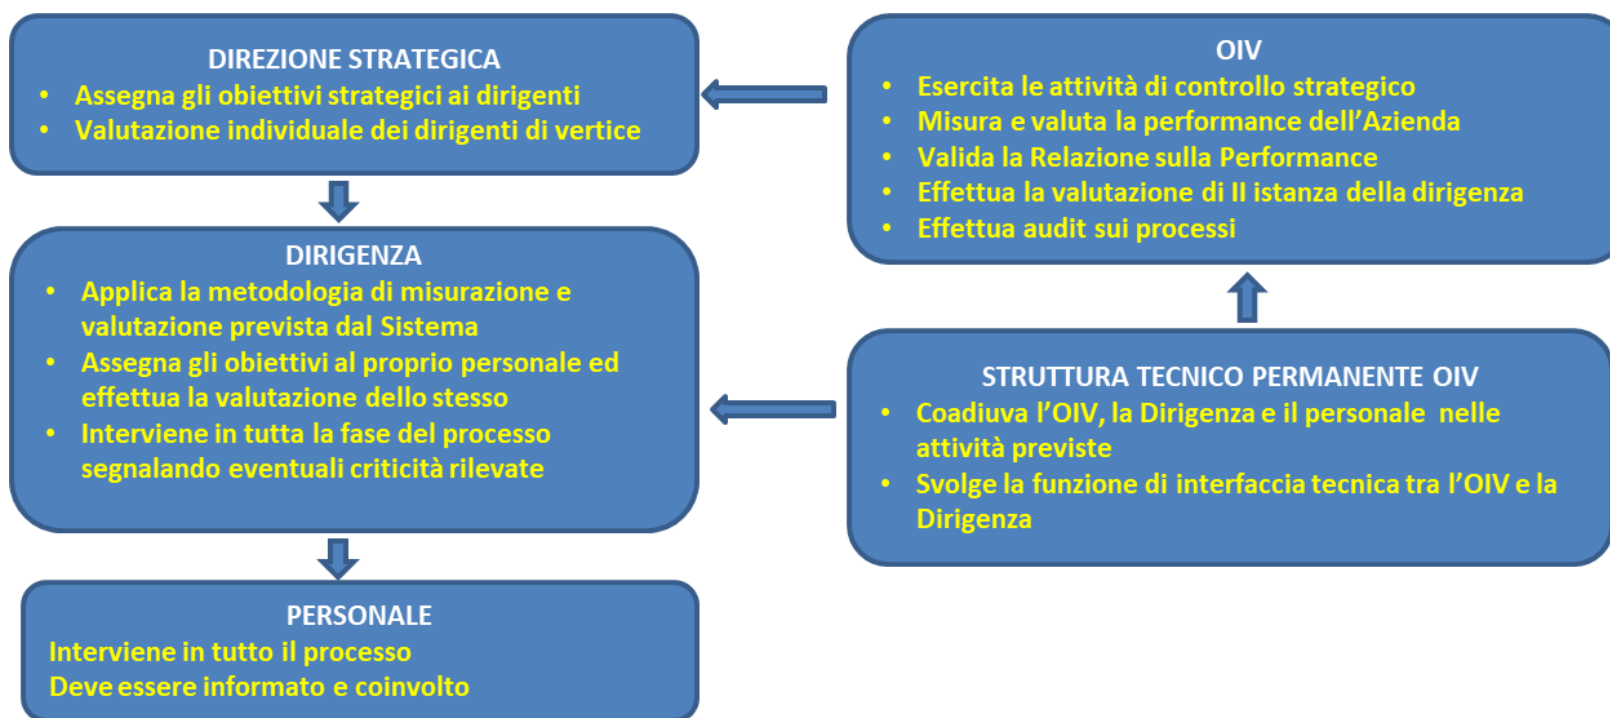 DIREZIONE STRATEGICA
• Assegna gli obiettivi strategici ai dirigenti
• Valutazione individuale dei dirigenti di vertice
DIRIGENZA
• Applica la metodologia di misurazione e
valutazione prevista dal Sistema
• Assegna gli obiettivi al proprio personale ed
effettua la valutazione dello stesso
• Interviene in tutta la fase del processo
segnalando eventuali criticità rilevate
PERSONALE
Interviene in tutto il processo
Deve essere informato e coinvolto
OIV
• Esercita le attività di controllo strategico
• Misura e valuta la performance dell’Azienda
• Valida la Relazione sulla Performance
• Effettua la valutazione di II istanza della dirigenza
• Effettua audit sui processi
STRUTTURA TECNICO PERMANENTE OIV
• Coadiuva l’OIV, la Dirigenza e il personale nelle
attività previste
• Svolge la funzione di interfaccia tecnica tra l’OIV e la
Dirigenza